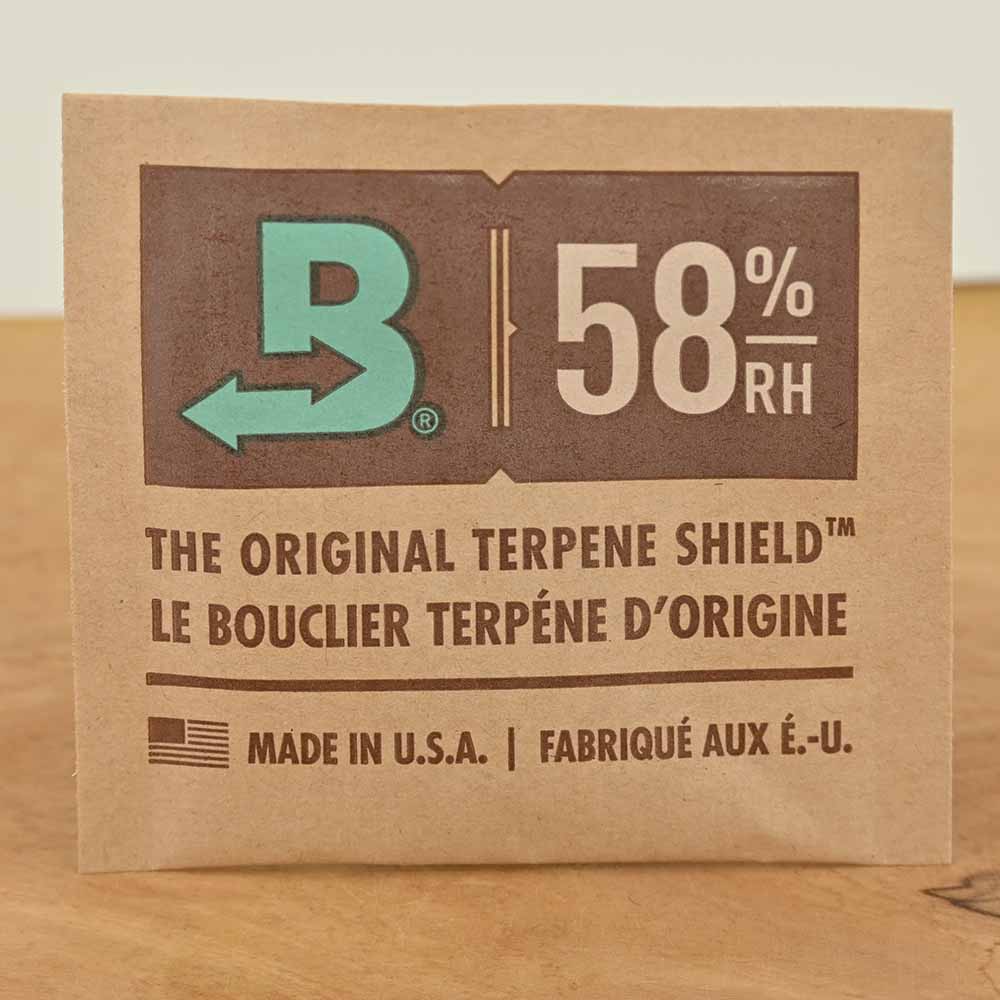 B® 58% RH
THE ORIGINAL TERPENE SHIELD™
LE BOUCLIER TERPÉNE D'ORIGINE
MADE IN U.S.A. | FABRIQUÉ AUX É.-U.